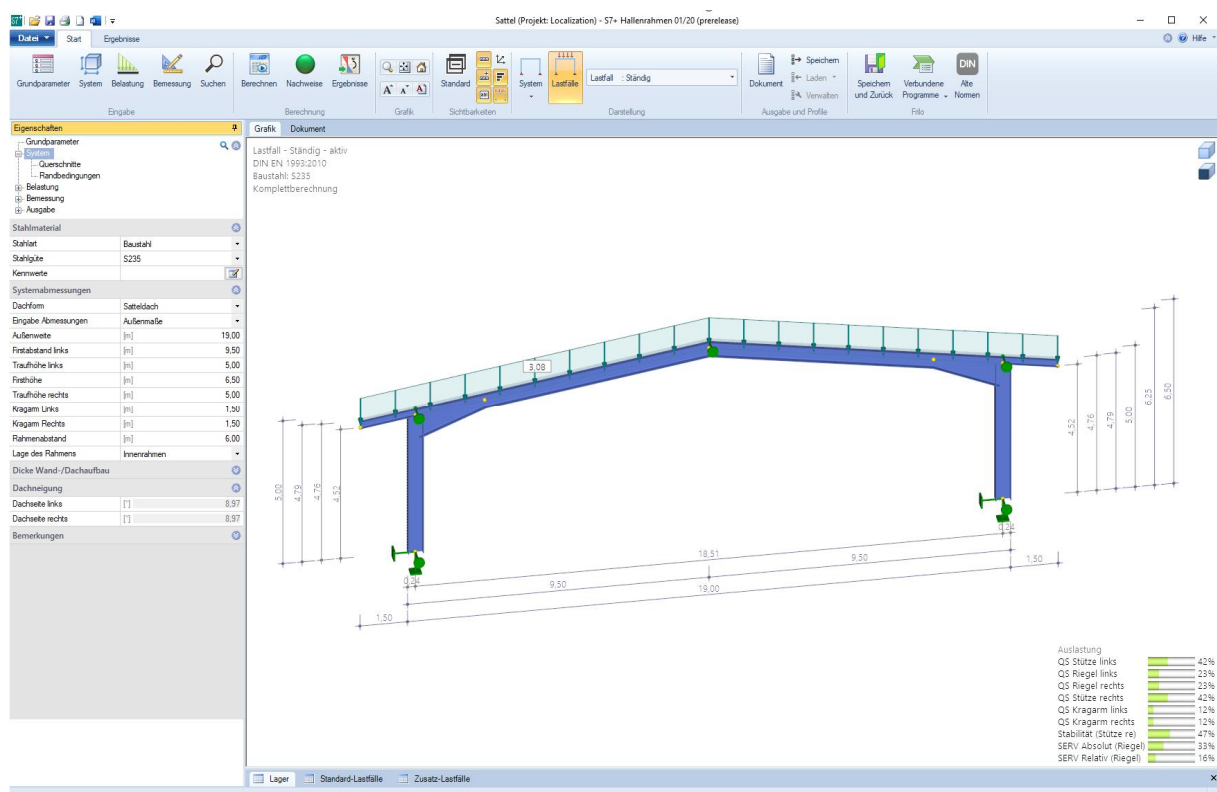 S7+
Sattel (Projekt: Localization) - S7+ Hallenrahmen 01/20 (prerelease)
Datei Start Ergebnisse Hilfe
Grundparameter System Belastung Bemessung Suchen
Eingabe
Berechnen Nachweise Ergebnisse
Berechnung
Grafik
Standard
Sichtbarkeiten
System Lastfälle
Lastfall : Ständig
Darstellung
Dokument
Speichern
Laden
Verwalten
Ausgabe und Profile
Speichern und Zurück
Verbundene Programme
DIN
Alte Normen
Frilo
Eigenschaften
Grundparameter
System
Querschnitte
Randbedingungen
Belastung
Bemessung
Ausgabe
Stahlmaterial
Stahlart Baustahl
Stahlgüte S235
Kennwerte
Systemabmessungen
Dachform Satteldach
Eingabe Abmessungen Außenmaße
Außenweite [m] 19,00
Firstabstand links [m] 9,50
Traufhöhe links [m] 5,00
Firsthöhe [m] 6,50
Traufhöhe rechts [m] 5,00
Kragarm Links [m] 1,50
Kragarm Rechts [m] 1,50
Rahmenabstand [m] 6,00
Lage des Rahmens Innenrahmen
Dicke Wand-/Dachaufbau
Dachneigung
Dachseite links [°] 8,97
Dachseite rechts [°] 8,97
Bemerkungen
Grafik Dokument
Lastfall - Ständig - aktiv
DIN EN 1993:2010
Baustahl: S235
Komplettberechnung
3,08
5,00
4,79
4,76
4,52
4,52
4,76
4,79
5,00
6,25
6,50
0,24
18,51
0,24
9,50
9,50
19,00
1,50
1,50
Auslastung
QS Stütze links 42%
QS Riegel links 23%
QS Riegel rechts 23%
QS Stütze rechts 42%
QS Kragarm links 12%
QS Kragarm rechts 12%
Stabilität (Stütze re) 47%
SERV Absolut (Riegel) 33%
SERV Relativ (Riegel) 16%
Lager Standard-Lastfälle Zusatz-Lastfälle